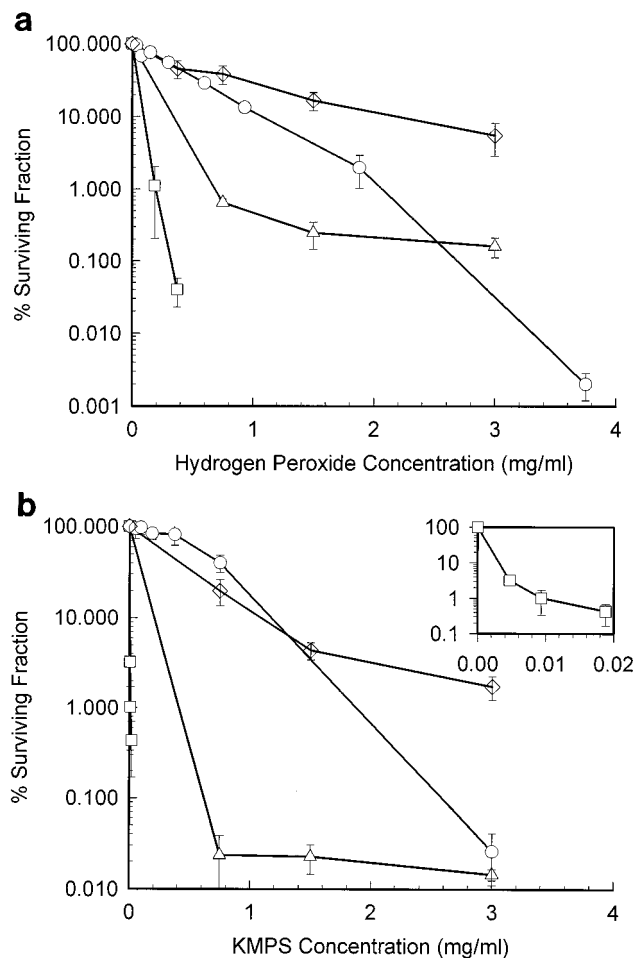 a
100.000
10.000
1.000
0.100
0.010
0.001
% Surviving Fraction
0 1 2 3 4
Hydrogen Peroxide Concentration (mg/ml)
b
100.000
10.000
1.000
0.100
0.010
% Surviving Fraction
100
10
1
0.1
0.00 0.01 0.02
0 1 2 3 4
KMPS Concentration (mg/ml)